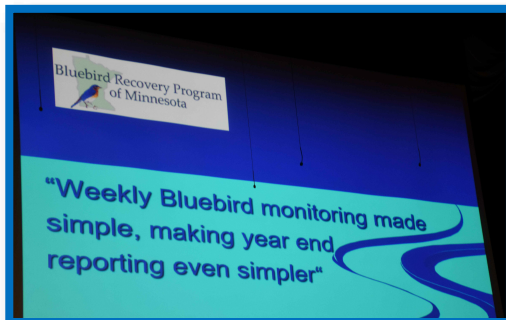 Bluebird Recovery Program
of Minnesota
“Weekly Bluebird monitoring made
simple, making year end
reporting even simpler“